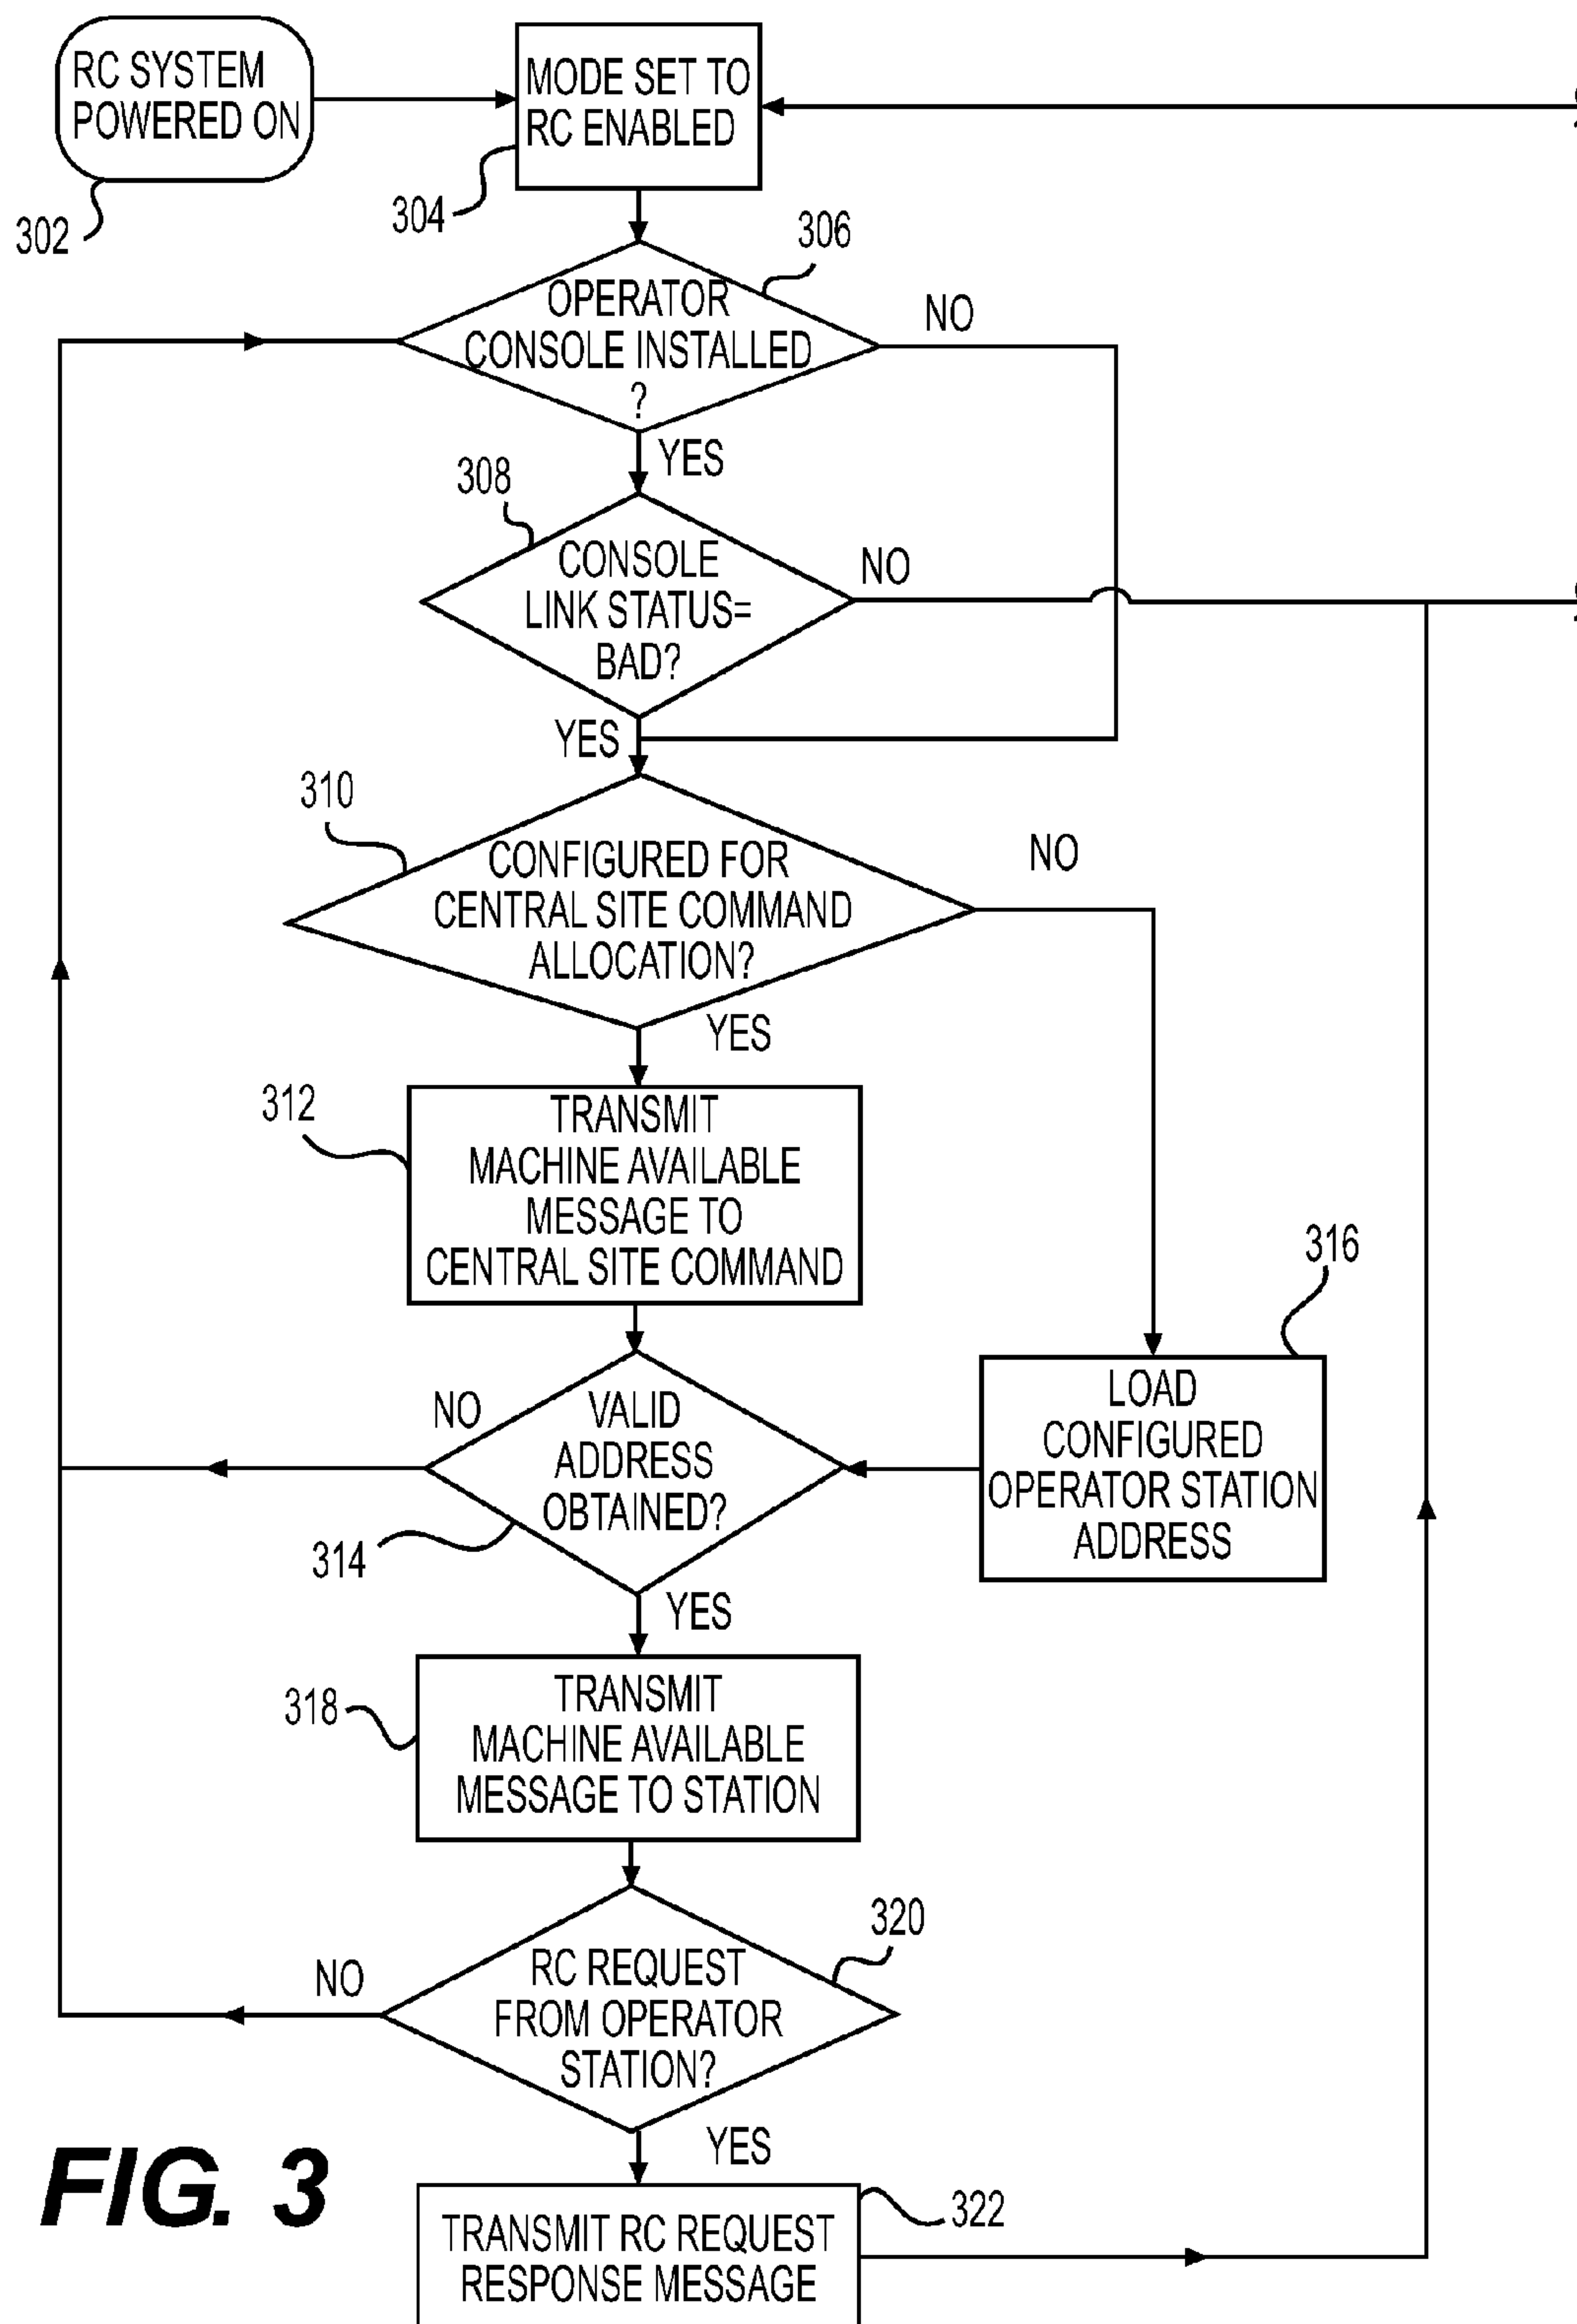 RC SYSTEM
POWERED ON
302
MODE SET TO
RC ENABLED
304
306
OPERATOR
CONSOLE INSTALLED
?
NO
YES
308
CONSOLE
LINK STATUS=
BAD?
NO
YES
310
CONFIGURED FOR
CENTRAL SITE COMMAND
ALLOCATION?
NO
YES
312
TRANSMIT
MACHINE AVAILABLE
MESSAGE TO
CENTRAL SITE COMMAND
316
LOAD
CONFIGURED
OPERATOR STATION
ADDRESS
NO
VALID
ADDRESS
OBTAINED?
314
YES
318
TRANSMIT
MACHINE AVAILABLE
MESSAGE TO STATION
320
NO
RC REQUEST
FROM OPERATOR
STATION?
YES
322
TRANSMIT RC REQUEST
RESPONSE MESSAGE
FIG. 3